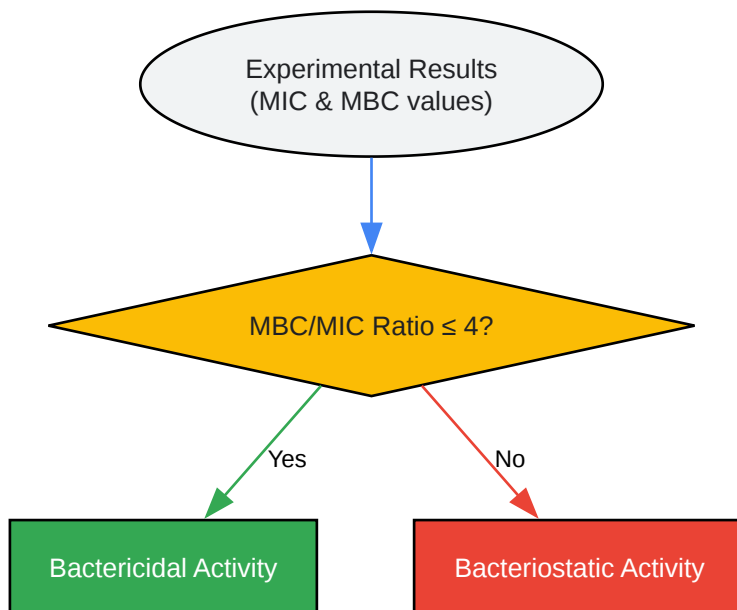 Experimental Results
(MIC & MBC values)
MBC/MIC Ratio ≤ 4?
Yes
No
Bactericidal Activity
Bacteriostatic Activity